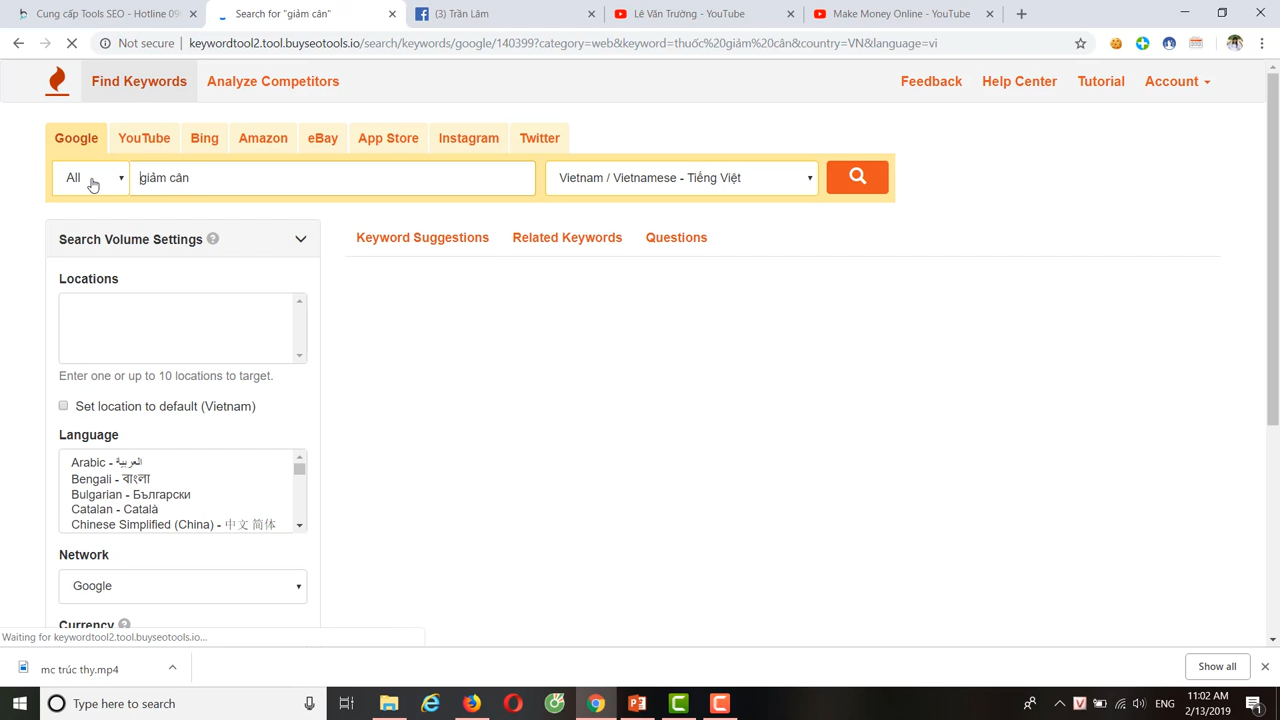 Cung cấp Tools SEO - Hotline 09
Search for "giảm cân"
(3) Trần Lâm
Lê Văn Trường - YouTube
Make Money Online - YouTube
Not secure
keywordtool2.tool.buyseotools.io/search/keywords/google/140399?category=web&keyword=thuốc%20giảm%20cân&country=VN&language=vi
Find Keywords
Analyze Competitors
Feedback
Help Center
Tutorial
Account
Google
YouTube
Bing
Amazon
eBay
App Store
Instagram
Twitter
All
giảm cân
Vietnam / Vietnamese - Tiếng Việt
Search Volume Settings
Keyword Suggestions
Related Keywords
Questions
Locations
Enter one or up to 10 locations to target.
Set location to default (Vietnam)
Language
Arabic - العربية
Bengali - বাংলা
Bulgarian - Български
Catalan - Català
Chinese Simplified (China) - 中文 简体
Network
Google
Currency
Waiting for keywordtool2.tool.buyseotools.io...
mc trúc thy.mp4
Show all
Type here to search
ENG
11:02 AM
2/13/2019